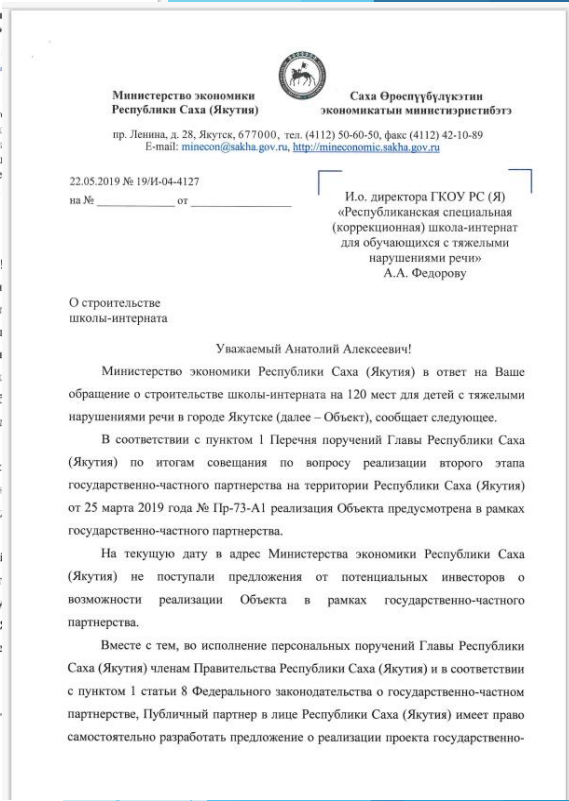 Министерство экономики
Республики Саха (Якутия)
Саха Өрөспүүбүлүкэтин
экономикатын министиэристибэтэ
пр. Ленина, д. 28, Якутск, 677000, тел. (4112) 50-60-50, факс (4112) 42-10-89
E-mail: minecon@sakha.gov.ru, http://mineconomic.sakha.gov.ru
22.05.2019 № 19/И-04-4127
на № ______________ от __________________
И.о. директора ГКОУ РС (Я)
«Республиканская специальная
(коррекционная) школа-интернат
для обучающихся с тяжелыми
нарушениями речи»
А.А. Федорову
О строительстве
школы-интерната
Уважаемый Анатолий Алексеевич!
Министерство экономики Республики Саха (Якутия) в ответ на Ваше
обращение о строительстве школы-интерната на 120 мест для детей с тяжелыми
нарушениями речи в городе Якутске (далее – Объект), сообщает следующее.
В соответствии с пунктом 1 Перечня поручений Главы Республики Саха
(Якутия) по итогам совещания по вопросу реализации второго этапа
государственно-частного партнерства на территории Республики Саха (Якутия)
от 25 марта 2019 года № Пр-73-А1 реализация Объекта предусмотрена в рамках
государственно-частного партнерства.
На текущую дату в адрес Министерства экономики Республики Саха
(Якутия) не поступали предложения от потенциальных инвесторов о
возможности реализации Объекта в рамках государственно-частного
партнерства.
Вместе с тем, во исполнение персональных поручений Главы Республики
Саха (Якутия) членам Правительства Республики Саха (Якутия) и в соответствии
с пунктом 1 статьи 8 Федерального законодательства о государственно-частном
партнерстве, Публичный партнер в лице Республики Саха (Якутия) имеет право
самостоятельно разработать предложение о реализации проекта государственно-